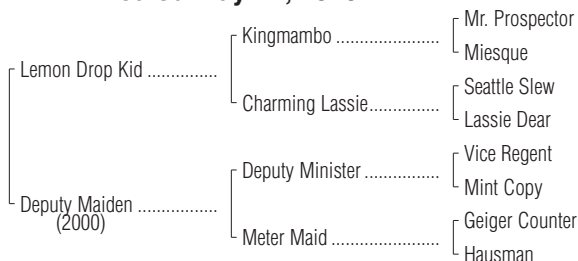 Mr. Prospector
Kingmambo ......................
Miesque
Lemon Drop Kid ...............
Seattle Slew
Charming Lassie...............
Lassie Dear
Vice Regent
Deputy Minister ................
Mint Copy
Deputy Maiden .................
(2000)
Geiger Counter
Meter Maid .......................
Hausman